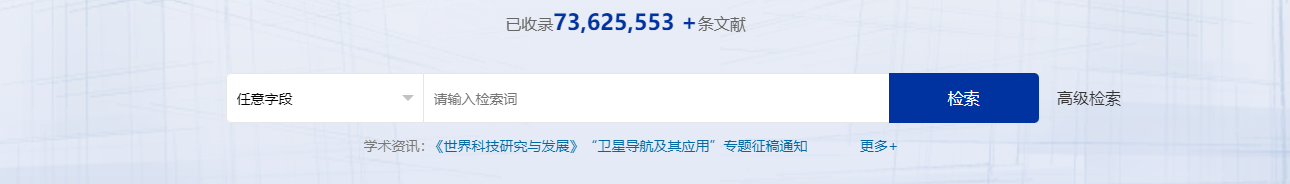 已收录73,625,553 +条文献
任意字段 请输入检索词 检索 高级检索
学术资讯：《世界科技研究与发展》“卫星导航及其应用”专题征稿通知 更多+